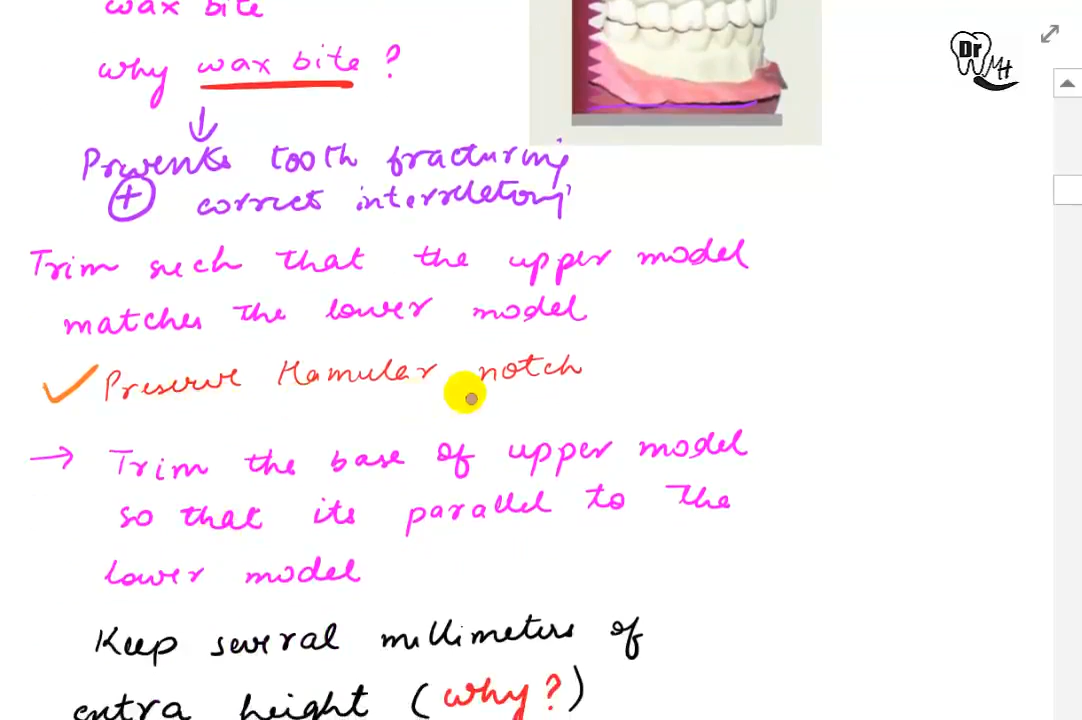 wax bite
why wax bite ?
Dr
MH
Prevents tooth fracturing
+ correct
Trim such that the upper model
matches the lower model
Preserve Hamular notch
→ Trim the base of upper model
so that its parallel to the
lower model
Keep several millimeters of
extra height (why?)